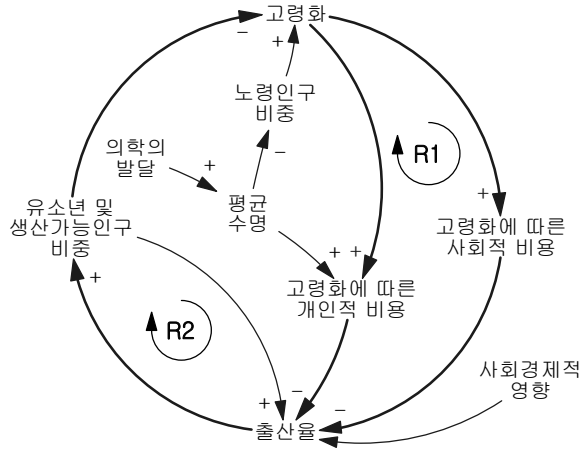 고령화
−
+
노령인구
비중
의학의
발달
+
−
R1
평균
수명
유소년 및
생산가능인구
비중
+
고령화에 따른
사회적 비용
+
+ +
고령화에 따른
개인적 비용
R2
사회경제적
영향
+
−
−
출산율